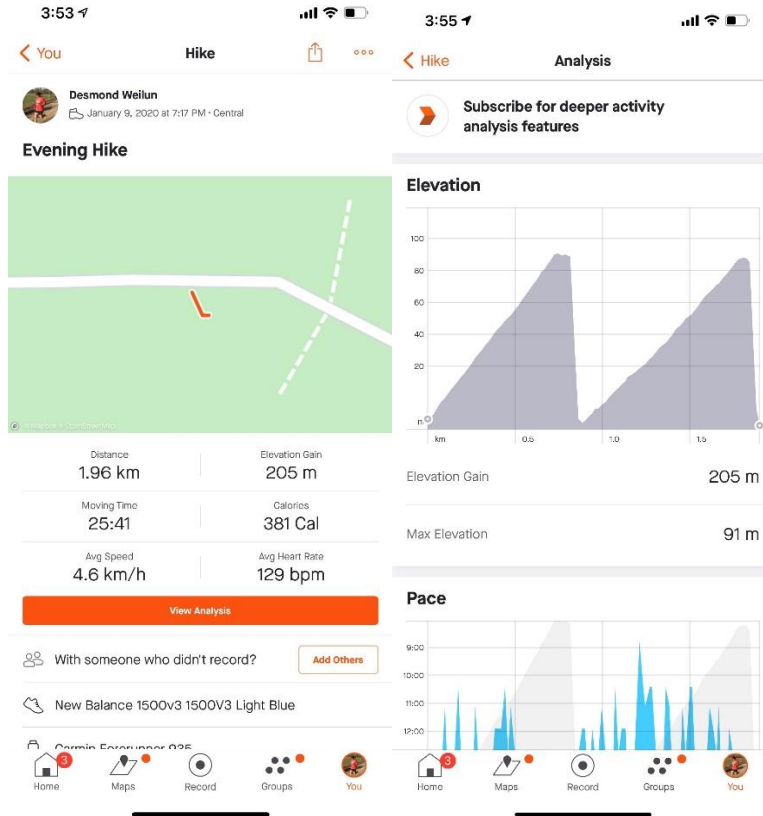 3:53
You
Hike
Desmond Weilun
January 9, 2020 at 7:17 PM · Central
Evening Hike
Distance
1.96 km
Elevation Gain
205 m
Moving Time
25:41
Calories
381 Cal
Avg Speed
4.6 km/h
Avg Heart Rate
129 bpm
View Analysis
With someone who didn't record?
Add Others
New Balance 1500v3 1500V3 Light Blue
Garmin Forerunner 935
3
Home
Maps
Record
Groups
You
3:55
Hike
Analysis
Subscribe for deeper activity
analysis features
Elevation
100
80
60
40
20
m
km
0.5
1.0
1.5
Elevation Gain
205 m
Max Elevation
91 m
Pace
9:00
10:00
11:00
12:00
3
Home
Maps
Record
Groups
You